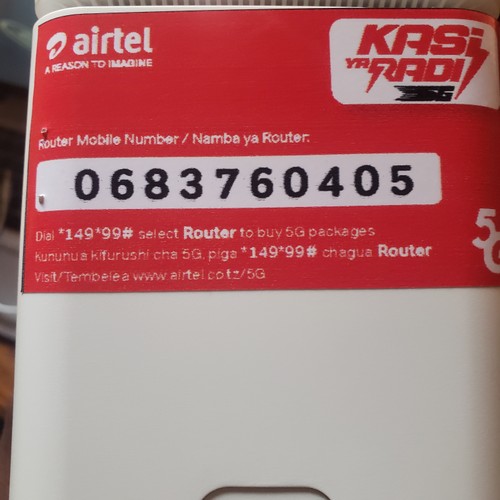 airtel
A REASON TO IMAGINE
KASI
YA RADI
5G
Router Mobile Number / Namba ya Router:
0683760405
Dial *149*99# select Router to buy 5G packages
Kununua kifurushi cha 5G, piga *149*99# chagua Router
Visit/Tembelea www.airtel.co.tz/5G
5G